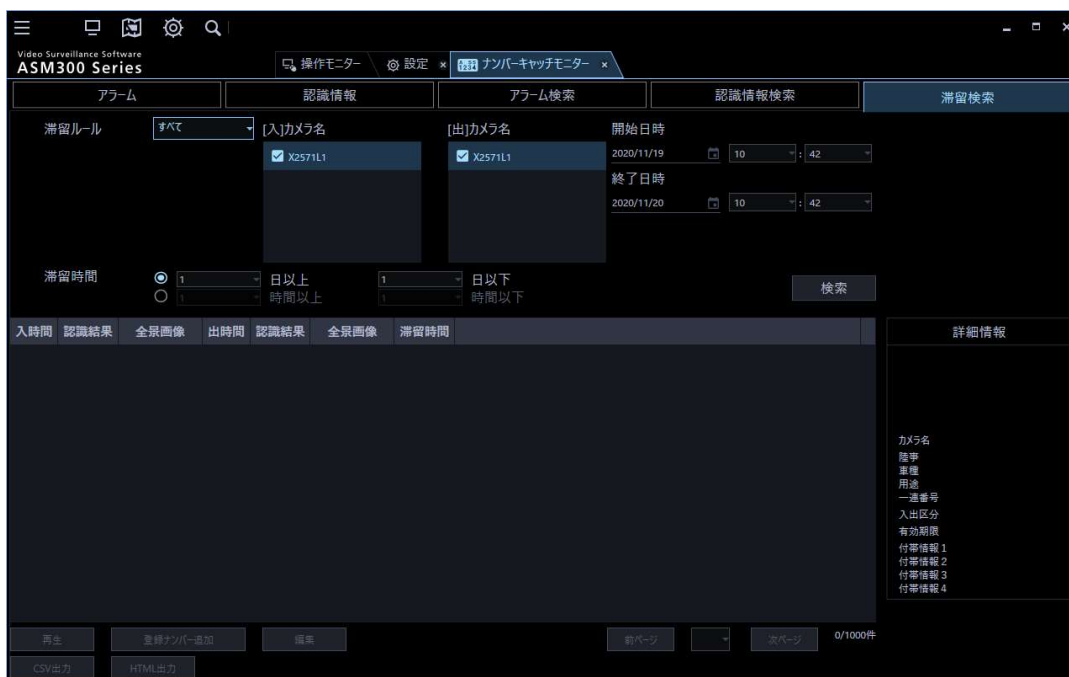 Video Surveillance Software
ASM300 Series
操作モニター
設定 ×
ナンバーキャッチモニター ×
アラーム
認識情報
アラーム検索
認識情報検索
滞留検索
滞留ルール
すべて
[入]カメラ名
[出]カメラ名
開始日時
X2571L1
X2571L1
2020/11/19
10
:
42
終了日時
2020/11/20
10
:
42
滞留時間
1
日以上
1
日以下
1
時間以上
1
時間以下
検索
入時間 認識結果 全景画像 出時間 認識結果 全景画像 滞留時間
詳細情報
カメラ名
陸事
車種
用途
一連番号
入出区分
有効期限
付帯情報1
付帯情報2
付帯情報3
付帯情報4
再生
登録ナンバー追加
編集
前ページ
次ページ
0/1000件
CSV出力
HTML出力